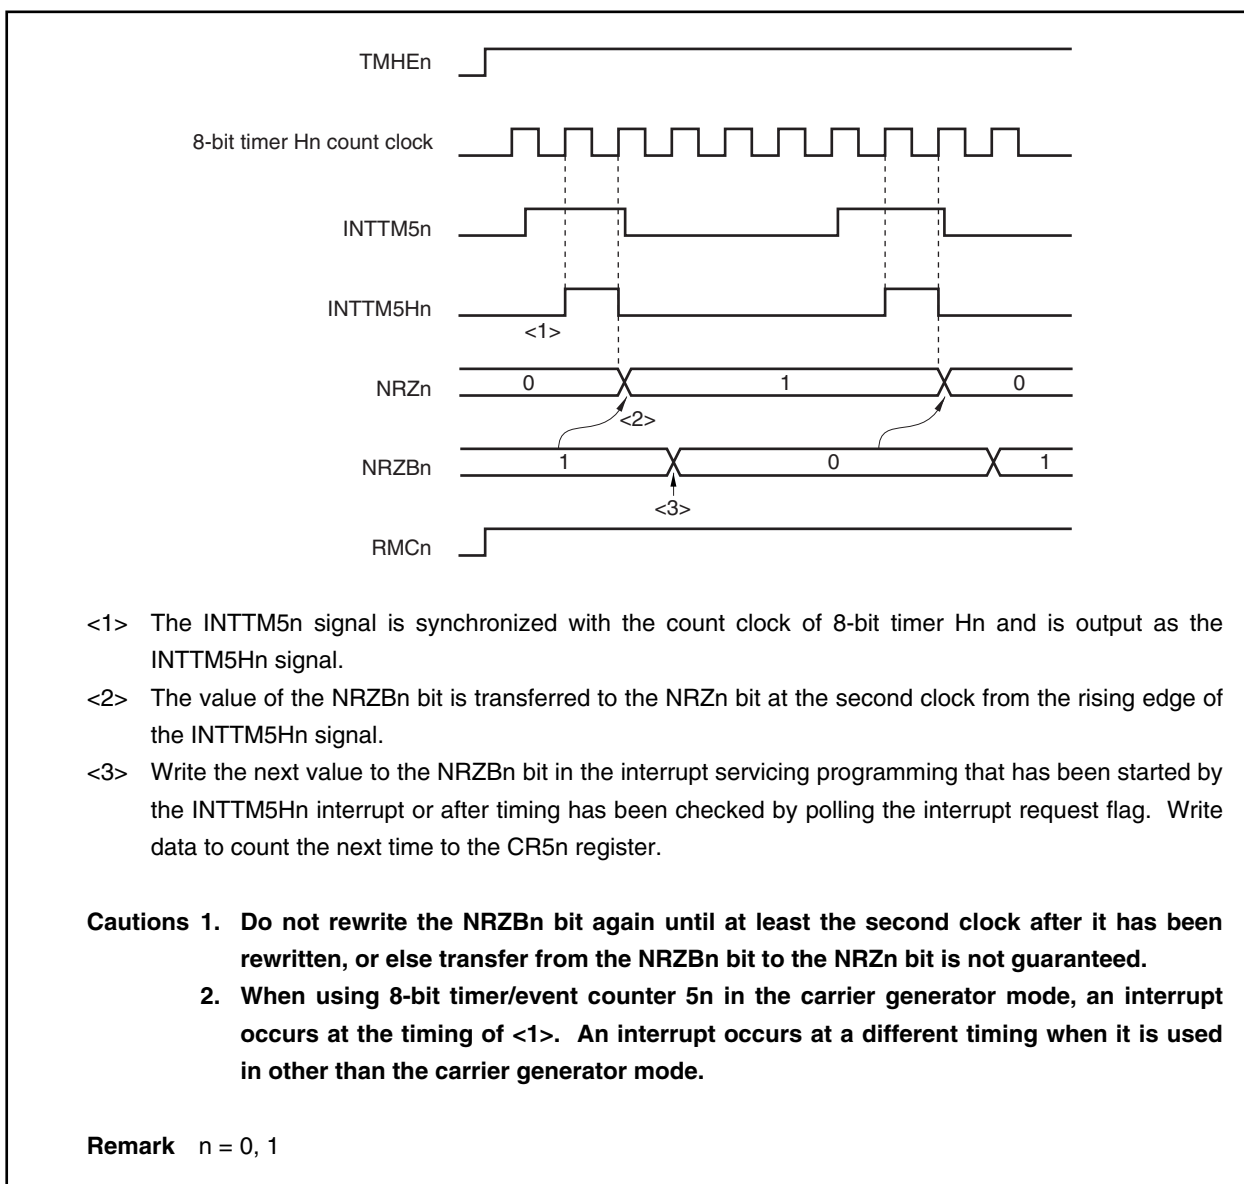 TMHEn
8-bit timer Hn count clock
INTTM5n
INTTM5Hn
<1>
NRZn
0
1
0
<2>
NRZBn
1
0
1
<3>
RMCn
<1> The INTTM5n signal is synchronized with the count clock of 8-bit timer Hn and is output as the
INTTM5Hn signal.
<2> The value of the NRZBn bit is transferred to the NRZn bit at the second clock from the rising edge of
the INTTM5Hn signal.
<3> Write the next value to the NRZBn bit in the interrupt servicing programming that has been started by
the INTTM5Hn interrupt or after timing has been checked by polling the interrupt request flag. Write
data to count the next time to the CR5n register.
Cautions 1. Do not rewrite the NRZBn bit again until at least the second clock after it has been
rewritten, or else transfer from the NRZBn bit to the NRZn bit is not guaranteed.
2. When using 8-bit timer/event counter 5n in the carrier generator mode, an interrupt
occurs at the timing of <1>. An interrupt occurs at a different timing when it is used
in other than the carrier generator mode.
Remark n = 0, 1